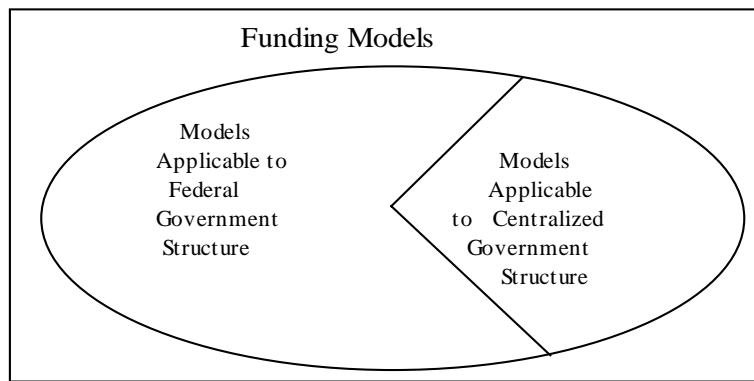 Funding Models
Models
Applicable to
Federal
Government
Structure
Models
Applicable
to Centralized
Government
Structure